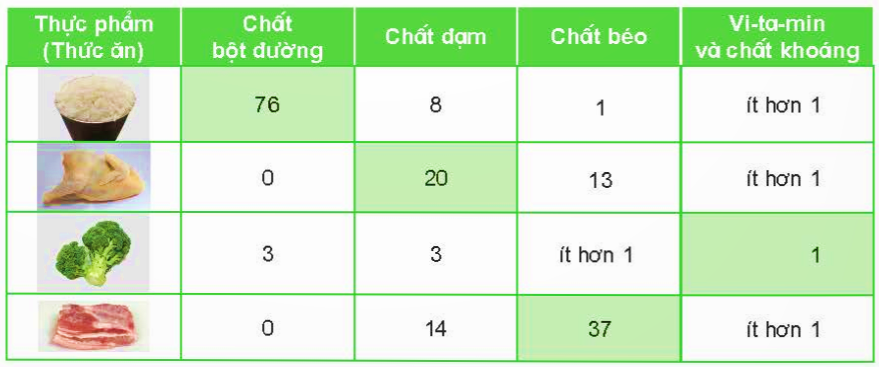 Thực phẩm (Thức ăn) Chất bột đường Chất đạm Chất béo Vi-ta-min và chất khoáng
76 8 1 ít hơn 1
0 20 13 ít hơn 1
3 3 ít hơn 1 1
0 14 37 ít hơn 1